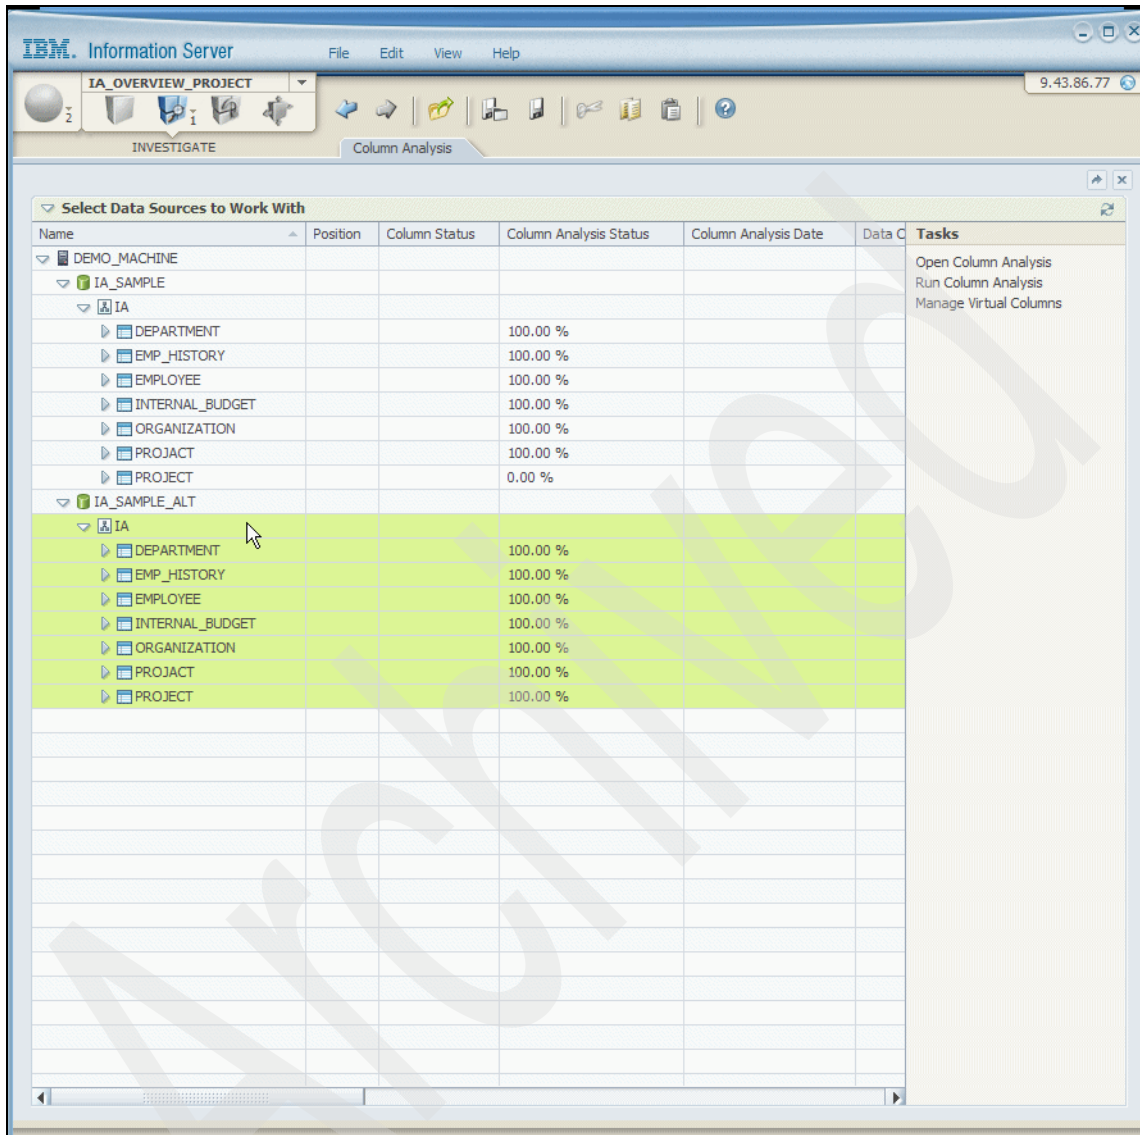 IBM. Information Server File Edit View Help
IA_OVERVIEW_PROJECT 9.43.86.77
2 1
INVESTIGATE Column Analysis
Select Data Sources to Work With
Name Position Column Status Column Analysis Status Column Analysis Date Data C Tasks
DEMO_MACHINE Open Column Analysis
IA_SAMPLE Run Column Analysis
IA Manage Virtual Columns
DEPARTMENT 100.00 %
EMP_HISTORY 100.00 %
EMPLOYEE 100.00 %
INTERNAL_BUDGET 100.00 %
ORGANIZATION 100.00 %
PROJACT 100.00 %
PROJECT 0.00 %
IA_SAMPLE_ALT
IA
DEPARTMENT 100.00 %
EMP_HISTORY 100.00 %
EMPLOYEE 100.00 %
INTERNAL_BUDGET 100.00 %
ORGANIZATION 100.00 %
PROJACT 100.00 %
PROJECT 100.00 %
Archived